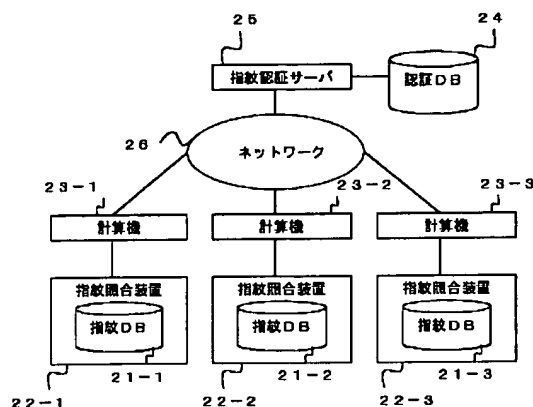 25
24
指紋認証サーバ
認証DB
26
ネットワーク
23-1
23-2
23-3
計算機
計算機
計算機
指紋照合装置
指紋照合装置
指紋照合装置
指紋DB
指紋DB
指紋DB
21-1
21-2
21-3
22-1
22-2
22-3